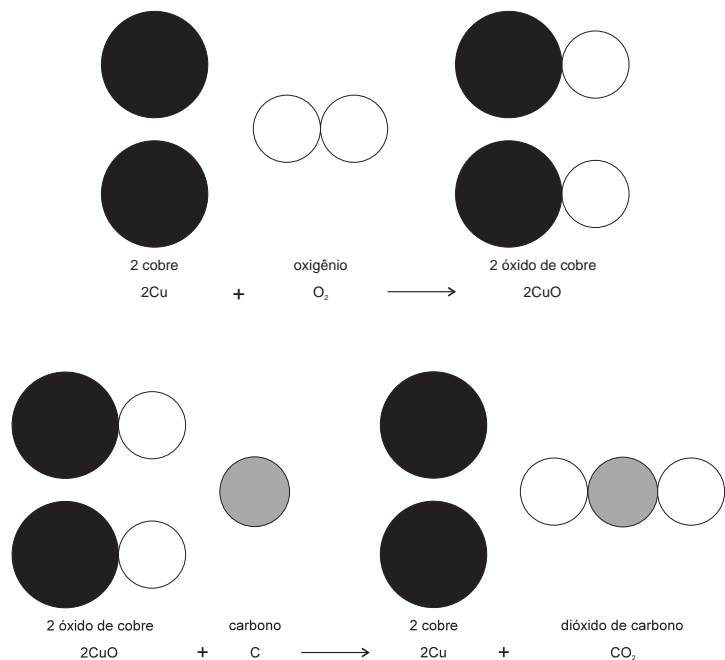 2 cobre oxigênio 2 óxido de cobre
2Cu + O₂ → 2CuO
2 óxido de cobre carbono 2 cobre dióxido de carbono
2CuO + C → 2Cu + CO₂